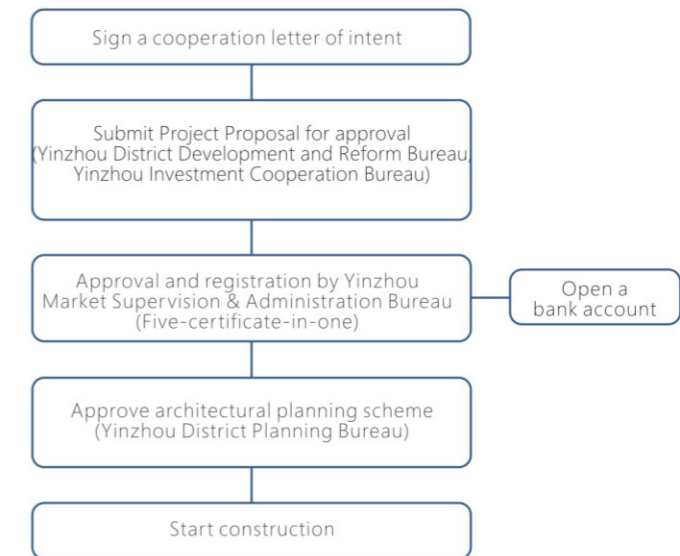 Sign a cooperation letter of intent
Submit Project Proposal for approval
(Yinzhou District Development and Reform Bureau,
Yinzhou Investment Cooperation Bureau)
Approval and registration by Yinzhou
Market Supervision & Administration Bureau
(Five-certificate-in-one)
Open a
bank account
Approve architectural planning scheme
(Yinzhou District Planning Bureau)
Start construction